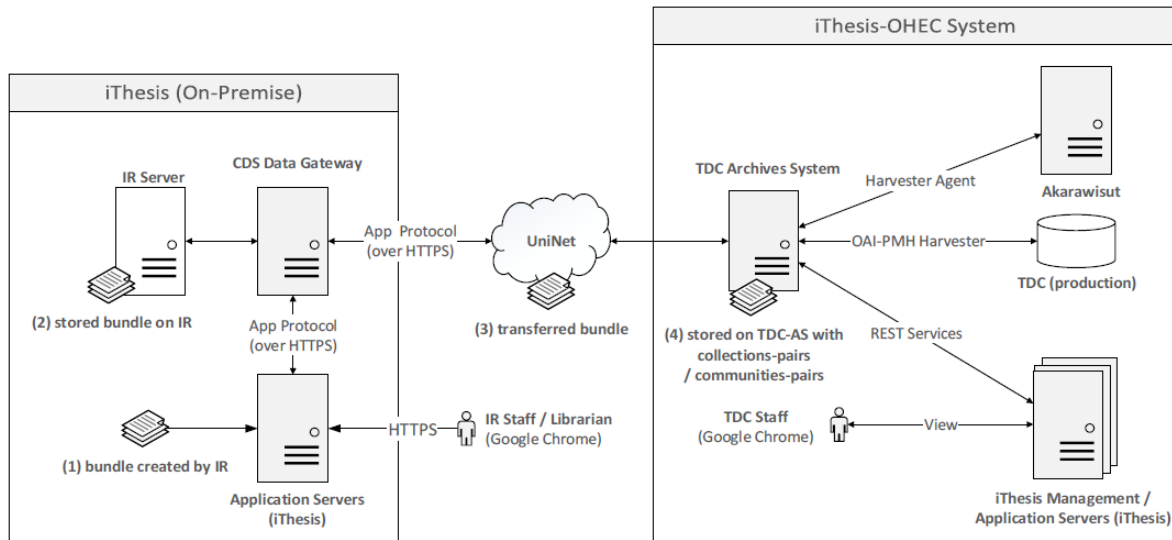 iThesis-OHEC System
iThesis (On-Premise)
CDS Data Gateway
IR Server
App Protocol
(over HTTPS)
UniNet
TDC Archives System
Harvester Agent
Akarawisut
OAI-PMH Harvester
TDC (production)
(2) stored bundle on IR
App Protocol
(over HTTPS)
(3) transferred bundle
(4) stored on TDC-AS with
collections-pairs
/ communities-pairs
REST Services
(1) bundle created by IR
HTTPS
IR Staff / Librarian
(Google Chrome)
TDC Staff
(Google Chrome)
View
Application Servers
(iThesis)
iThesis Management /
Application Servers (iThesis)